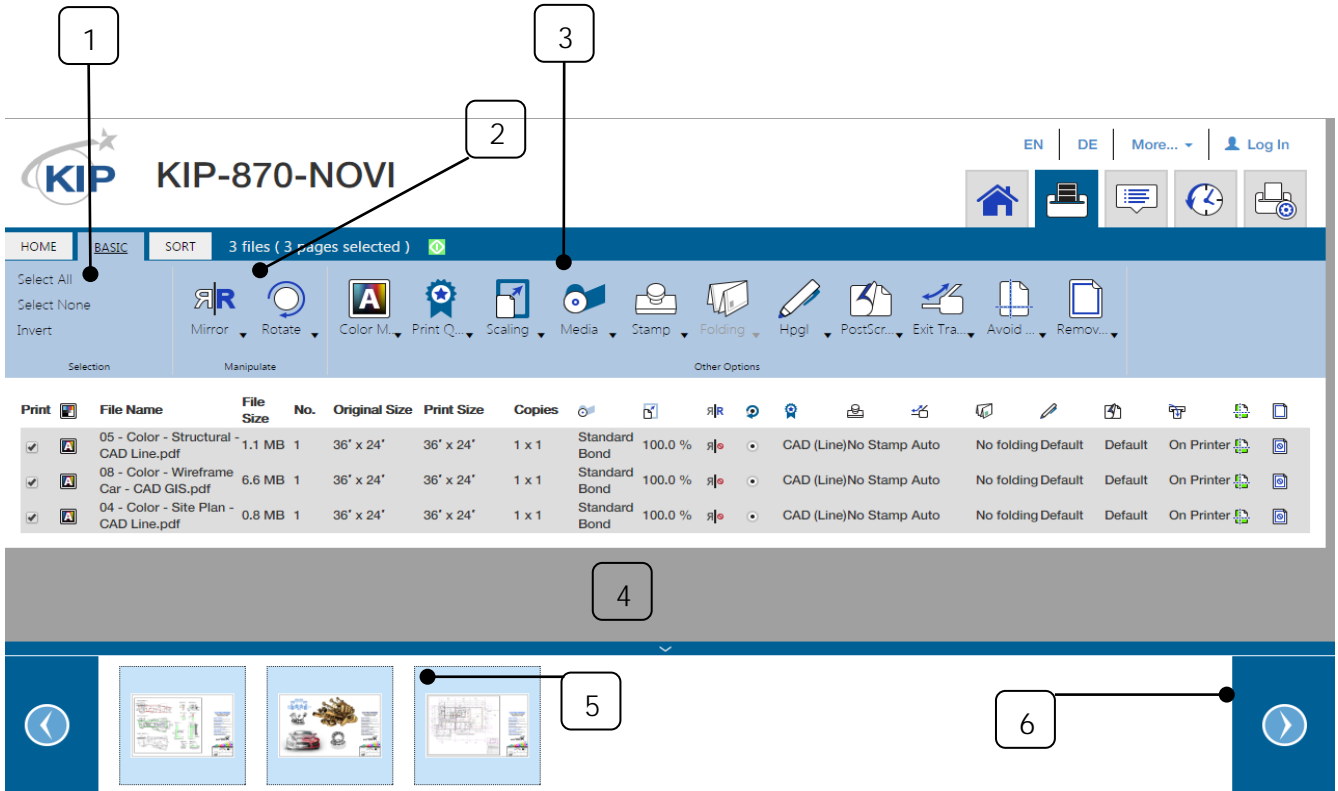 1
3
2
EN DE More... Log In
KIP KIP-870-NOVI
HOME BASIC SORT 3 files ( 3 pages selected )
Select All
Select None
Invert
Mirror Rotate Color M... Print Q... Scaling Media Stamp Folding Hpgl PostScr... Exit Tra... Avoid ... Remov...
Selection Manipulate Other Options
Print File Name File Size No. Original Size Print Size Copies
05 - Color - Structural - CAD Line.pdf 1.1 MB 1 36" x 24" 36" x 24" 1 x 1 Standard Bond 100.0 % CAD (Line) No Stamp Auto No folding Default Default On Printer
08 - Color - Wireframe Car - CAD GIS.pdf 6.6 MB 1 36" x 24" 36" x 24" 1 x 1 Standard Bond 100.0 % CAD (Line) No Stamp Auto No folding Default Default On Printer
04 - Color - Site Plan - CAD Line.pdf 0.8 MB 1 36" x 24" 36" x 24" 1 x 1 Standard Bond 100.0 % CAD (Line) No Stamp Auto No folding Default Default On Printer
4
5
6